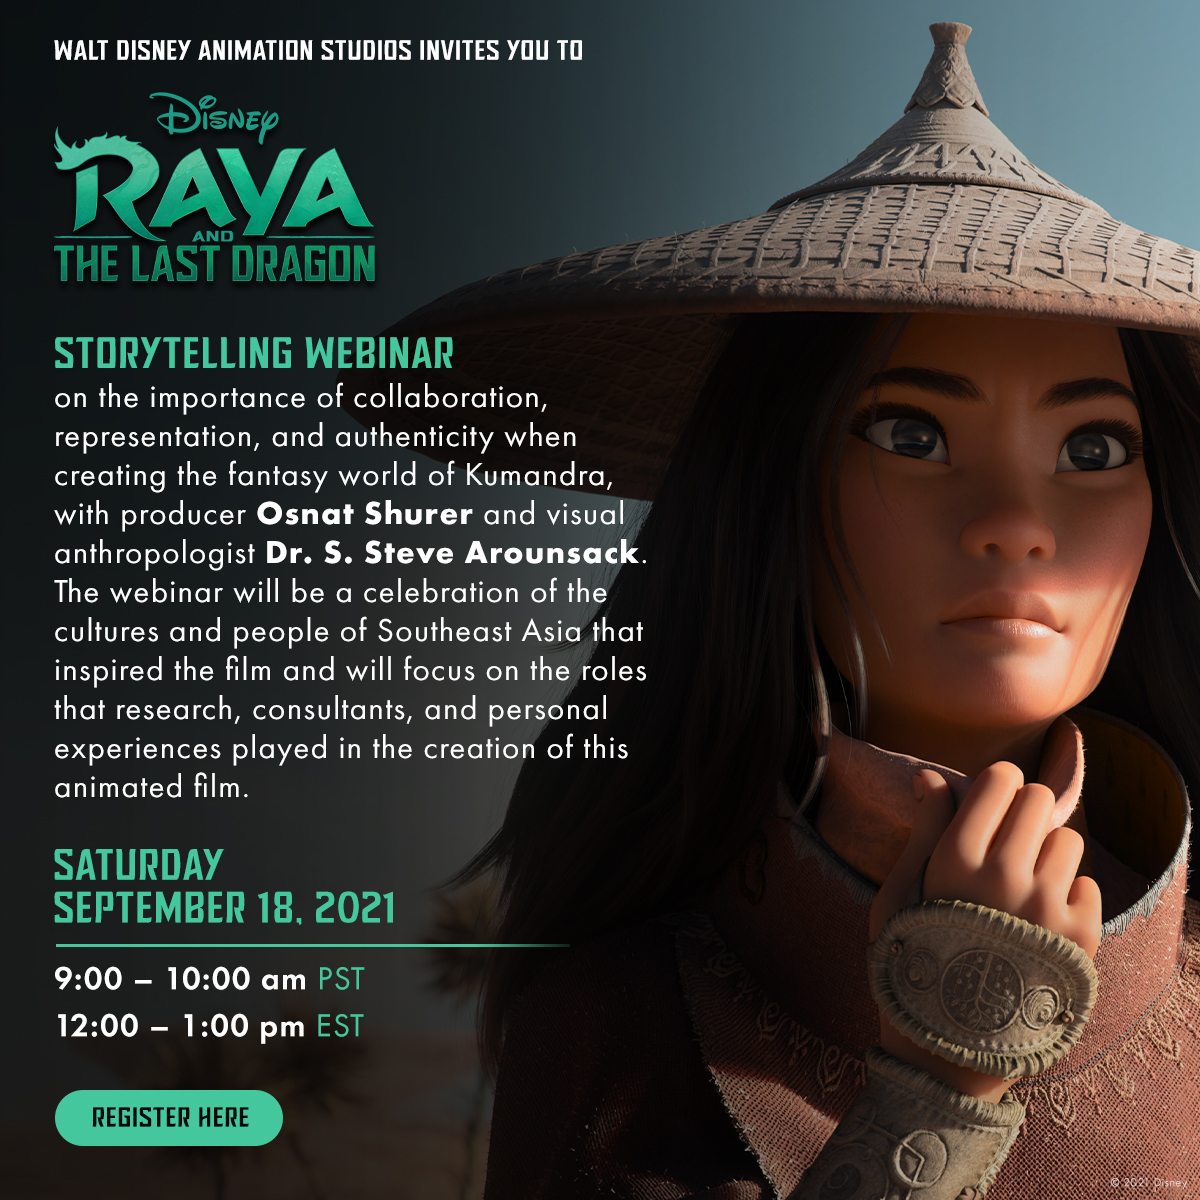 WALT DISNEY ANIMATION STUDIOS INVITES YOU TO
DISNEY
RAYA
AND
THE LAST DRAGON
STORYTELLING WEBINAR
on the importance of collaboration,
representation, and authenticity when
creating the fantasy world of Kumandra,
with producer Osnat Shurer and visual
anthropologist Dr. S. Steve Arounsack.
The webinar will be a celebration of the
cultures and people of Southeast Asia that
inspired the film and will focus on the roles
that research, consultants, and personal
experiences played in the creation of this
animated film.
SATURDAY
SEPTEMBER 18, 2021
9:00 – 10:00 am PST
12:00 – 1:00 pm EST
REGISTER HERE
© 2021 Disney